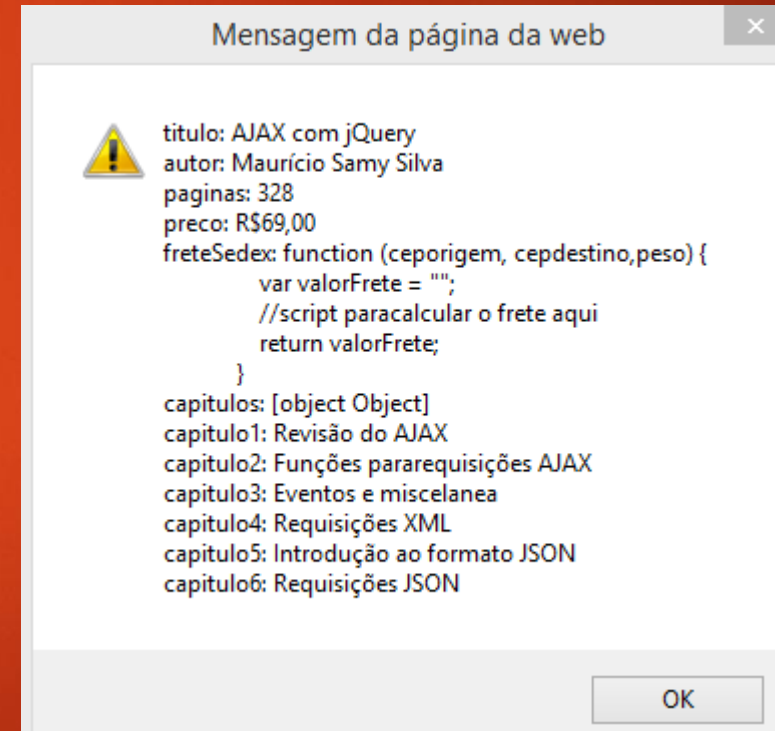 Mensagem da página da web
titulo: AJAX com jQuery
autor: Maurício Samy Silva
paginas: 328
preco: R$69,00
freteSedex: function (ceporigem, cepdestino,peso) {
var valorFrete = "";
//script paracalcular o frete aqui
return valorFrete;
}
capitulos: [object Object]
capitulo1: Revisão do AJAX
capitulo2: Funções pararequisições AJAX
capitulo3: Eventos e miscelanea
capitulo4: Requisições XML
capitulo5: Introdução ao formato JSON
capitulo6: Requisições JSON
OK